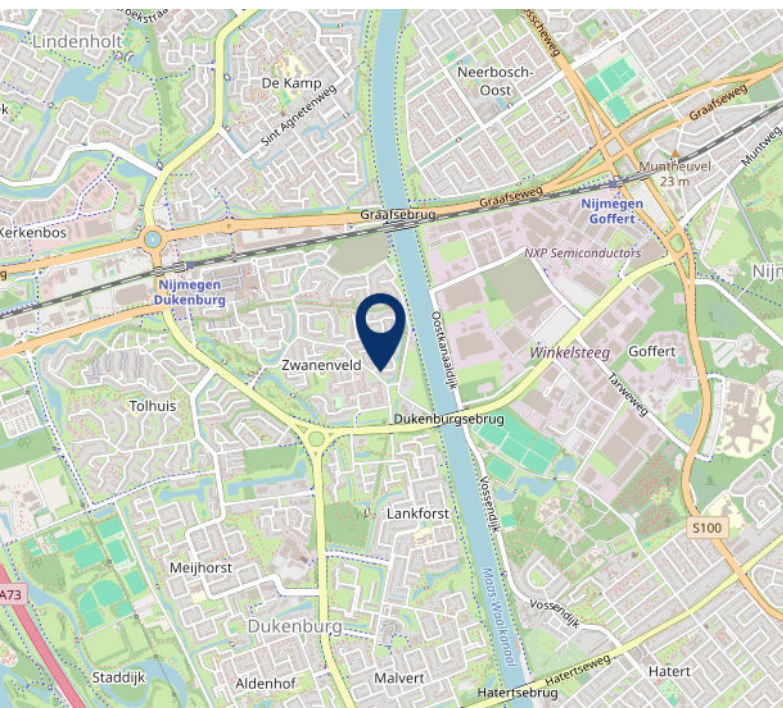 Lindenholt
De Kamp
Sint Agnetenweg
Neerbosch-
Oost
Graafseweg
Muntweg
Muntheuvel
23 m
Graafseweg
Nijmegen
Goffert
Graafsebrug
Kerkenbos
NXP Semiconductors
Nijmegen
Dukenburg
Oostkanaaldijk
Winkelsteeg
Goffert
Zwanenveld
Tarweweg
Tolhuis
Dukenburgsebrug
Vossendijk
Lankforst
S100
Meijhorst
A73
Maas-Waalkanaal
Vossendijk
Dukenburg
Hatertseweg
Staddijk
Aldenhof
Malvert
Hatert
Hatertsebrug